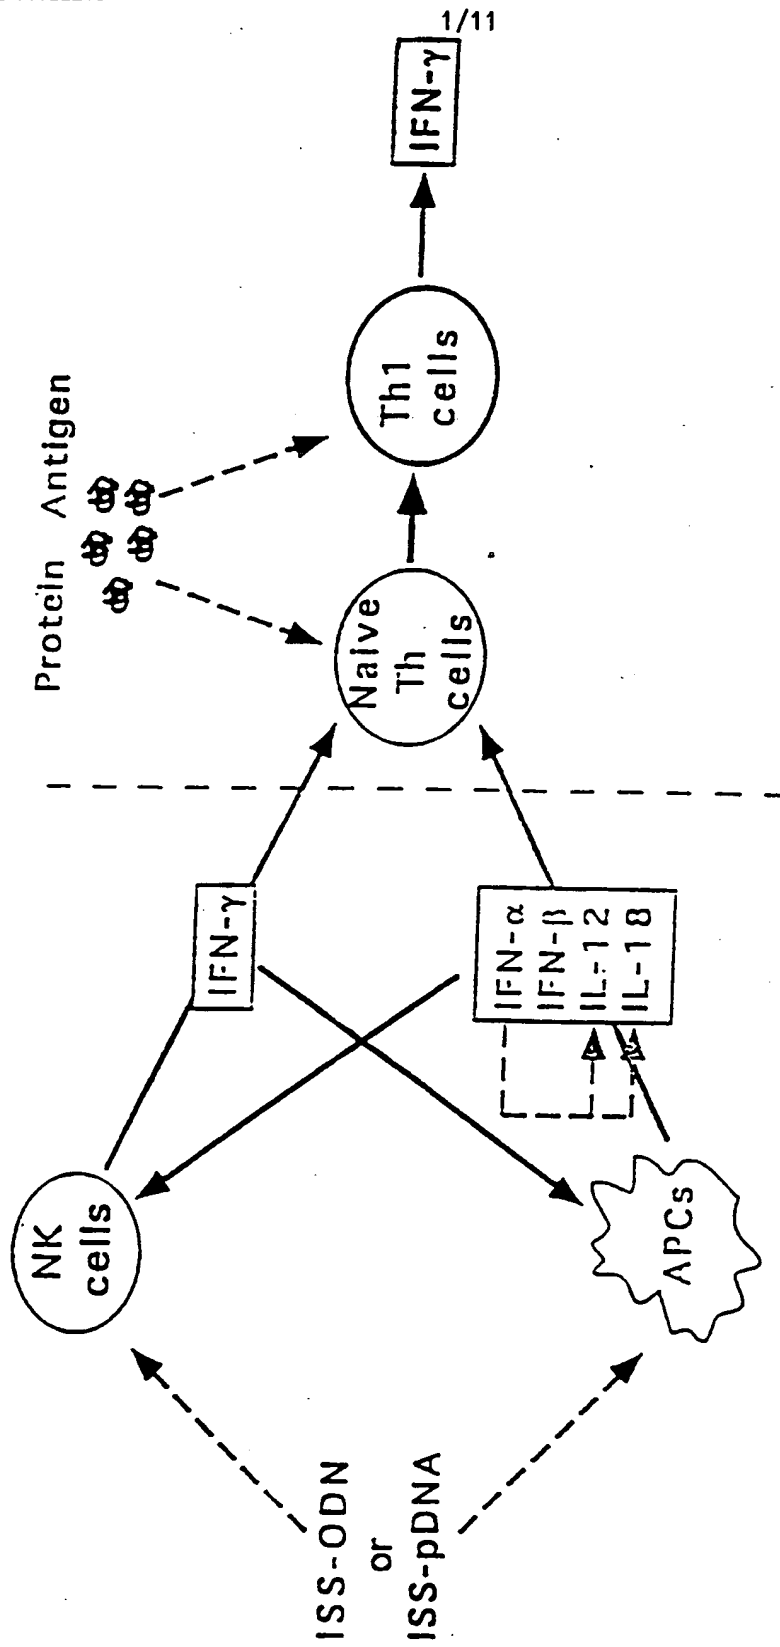 1/11
ISS-ODN
or
ISS-pDNA
NK
cells
APCs
IFN-γ
IFN-α
IFN-β
IL-12
IL-18
Protein Antigen
Naive
Th
cells
Th1
cells
IFN-γ